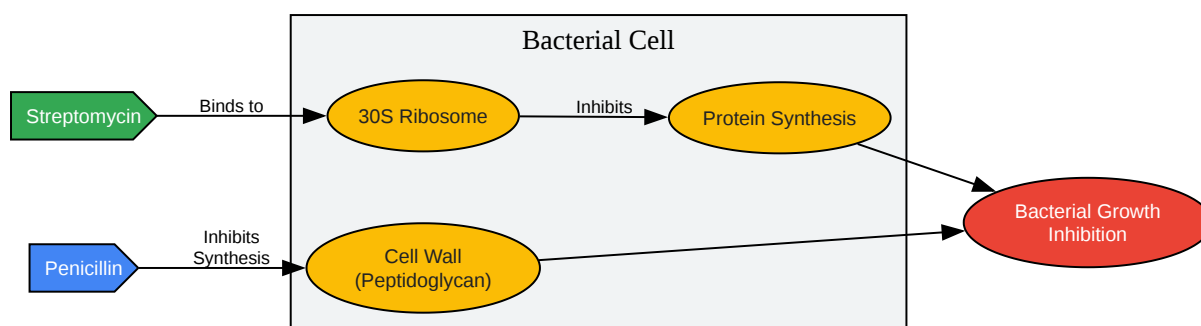 Bacterial Cell
Streptomycin
Binds to
30S Ribosome
Inhibits
Protein Synthesis
Penicillin
Inhibits
Synthesis
Cell Wall
(Peptidoglycan)
Bacterial Growth
Inhibition